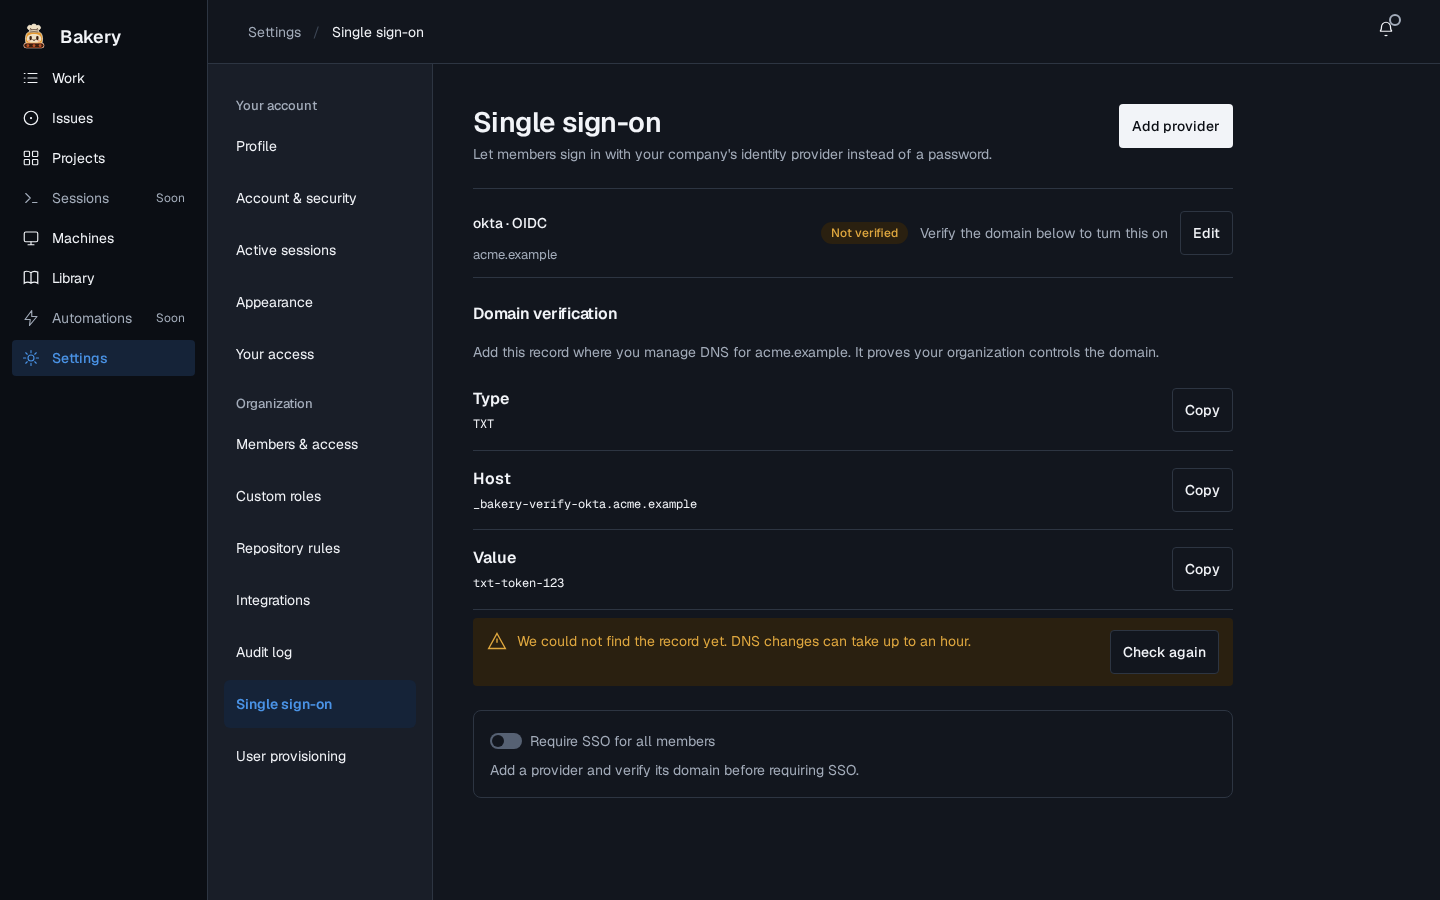 Bakery
Settings / Single sign-on
Work
Issues
Projects
Sessions Soon
Machines
Library
Automations Soon
Settings
Your account
Profile
Account & security
Active sessions
Appearance
Your access
Organization
Members & access
Custom roles
Repository rules
Integrations
Audit log
Single sign-on
User provisioning
Single sign-on
Let members sign in with your company's identity provider instead of a password.
Add provider
okta · OIDC
acme.example
Not verified
Verify the domain below to turn this on
Edit
Domain verification
Add this record where you manage DNS for acme.example. It proves your organization controls the domain.
Type
TXT
Copy
Host
_bakery-verify-okta.acme.example
Copy
Value
txt-token-123
Copy
We could not find the record yet. DNS changes can take up to an hour.
Check again
Require SSO for all members
Add a provider and verify its domain before requiring SSO.